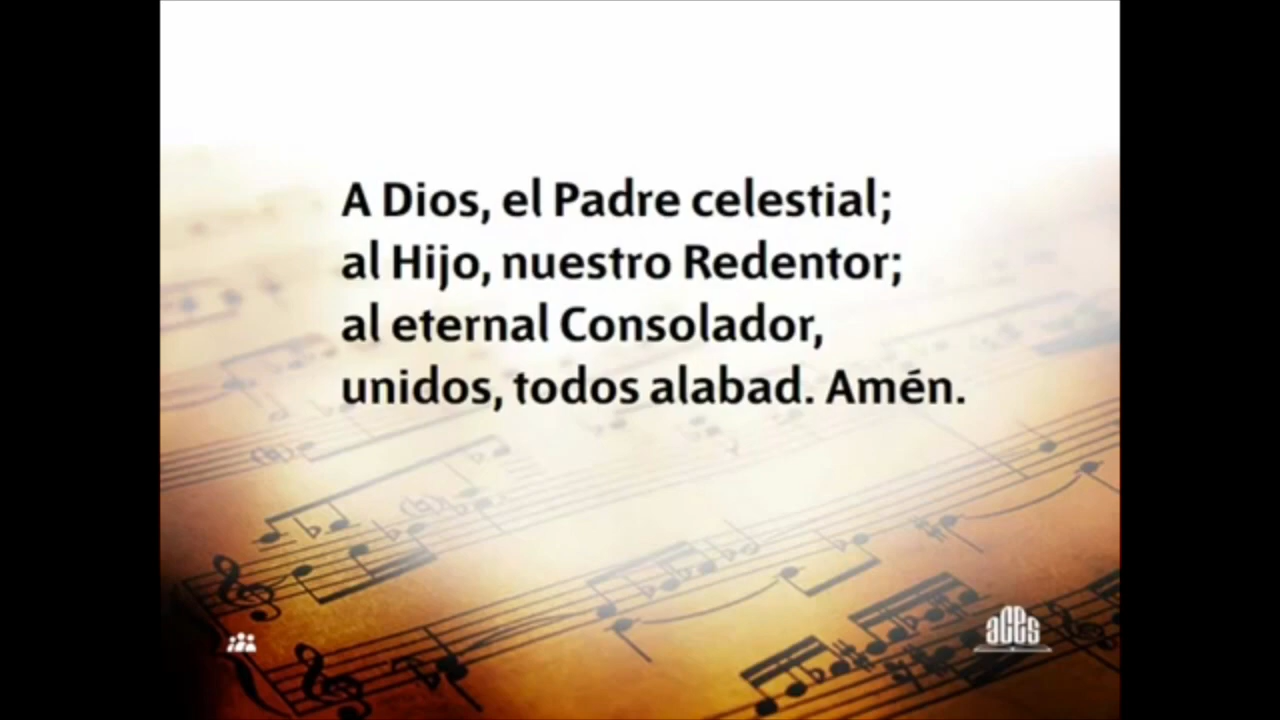 A Dios, el Padre celestial;
al Hijo, nuestro Redentor;
al eternal Consolador,
unidos, todos alabad. Amén.
aces